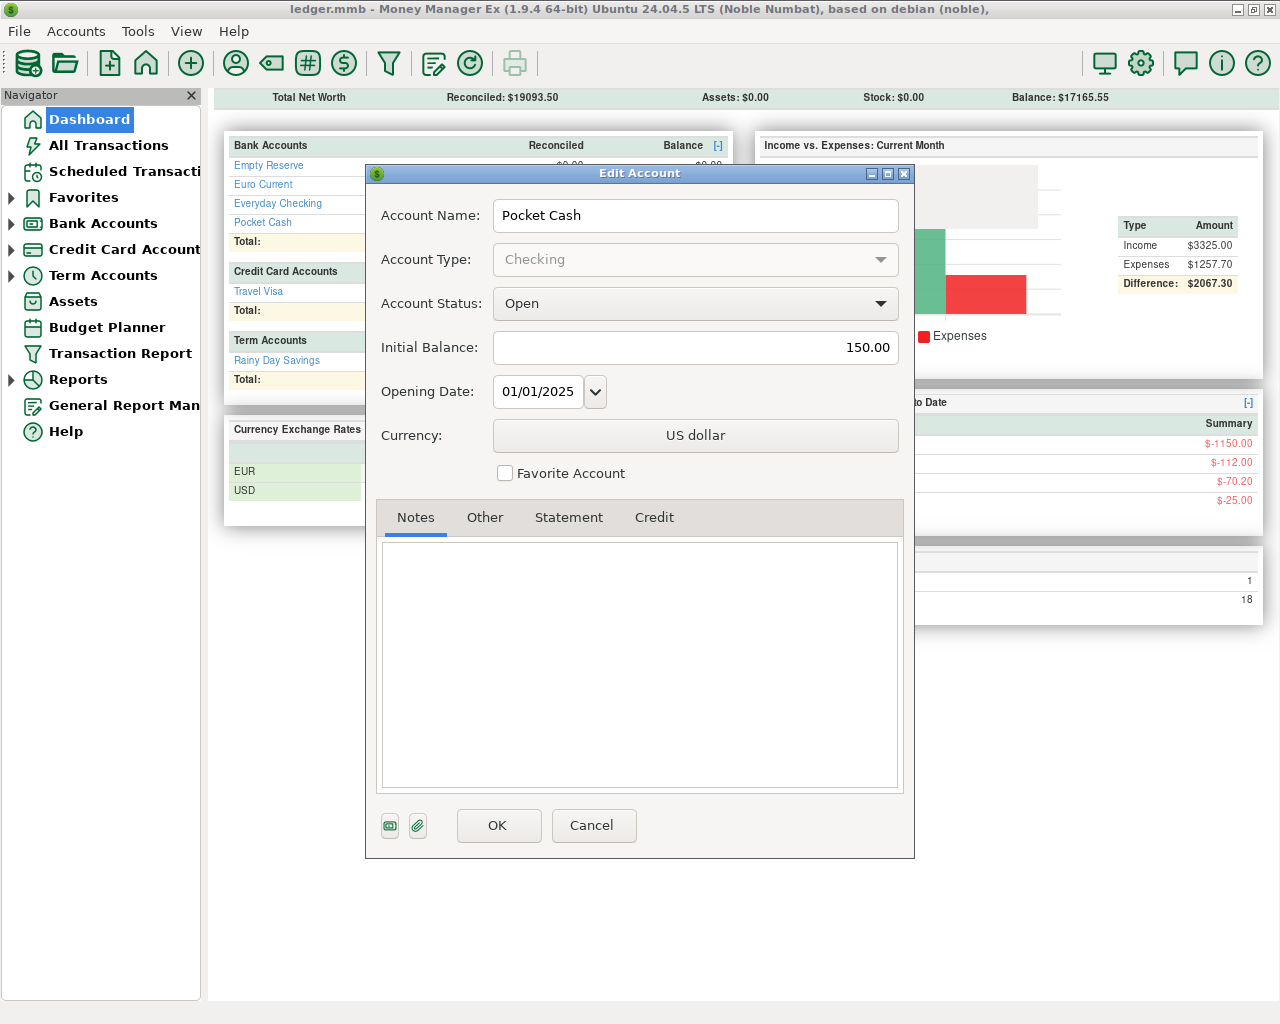 ledger.mmb - Money Manager Ex (1.9.4 64-bit) Ubuntu 24.04.5 LTS (Noble Numbat), based on debian (noble),
File Accounts Tools View Help
Navigator
Dashboard
All Transactions
Scheduled Transacti
Favorites
Bank Accounts
Credit Card Account
Term Accounts
Assets
Budget Planner
Transaction Report
Reports
General Report Man
Help
Total Net Worth Reconciled: $19093.50 Assets: $0.00 Stock: $0.00 Balance: $17165.55
Bank Accounts Reconciled Balance [-]
Empty Reserve
Euro Current
Everyday Checking
Pocket Cash
Total:
Credit Card Accounts
Travel Visa
Total:
Term Accounts
Rainy Day Savings
Total:
Currency Exchange Rates
EUR
USD
Income vs. Expenses: Current Month
Type Amount
Income $3325.00
Expenses $1257.70
Difference: $2067.30
Expenses
to Date [-]
Summary
$-1150.00
$-112.00
$-70.20
$-25.00
1
18
Edit Account
Account Name: Pocket Cash
Account Type: Checking
Account Status: Open
Initial Balance: 150.00
Opening Date: 01/01/2025
Currency: US dollar
Favorite Account
Notes Other Statement Credit
OK Cancel